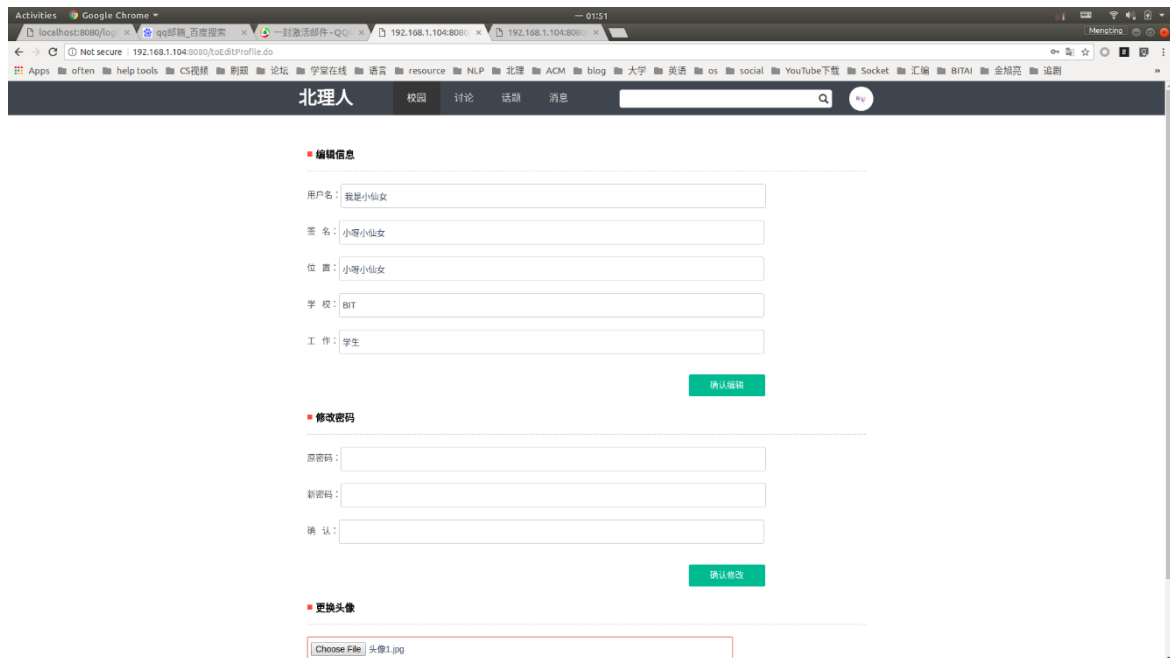 Activities Google Chrome 01:51
localhost:8080/log qq邮箱_百度搜索 一封激活邮件 - QQ 192.168.1.104:8080 192.168.1.104:8080 Mengting
Not secure 192.168.1.104:8080/toEditProfile.do
Apps often help tools CS视频 刷题 论坛 学堂在线 语言 resource NLP 北理 ACM blog 大学 英语 os social YouTube下载 Socket 汇编 BITAI 金旭亮 追剧 »
北理人 校园 讨论 话题 消息
编辑信息
用户名： 我是小仙女
签 名： 小呀小仙女
位 置： 小呀小仙女
学 校： BIT
工 作： 学生
确认编辑
修改密码
原密码：
新密码：
确 认：
确认修改
更换头像
Choose File 头像1.jpg